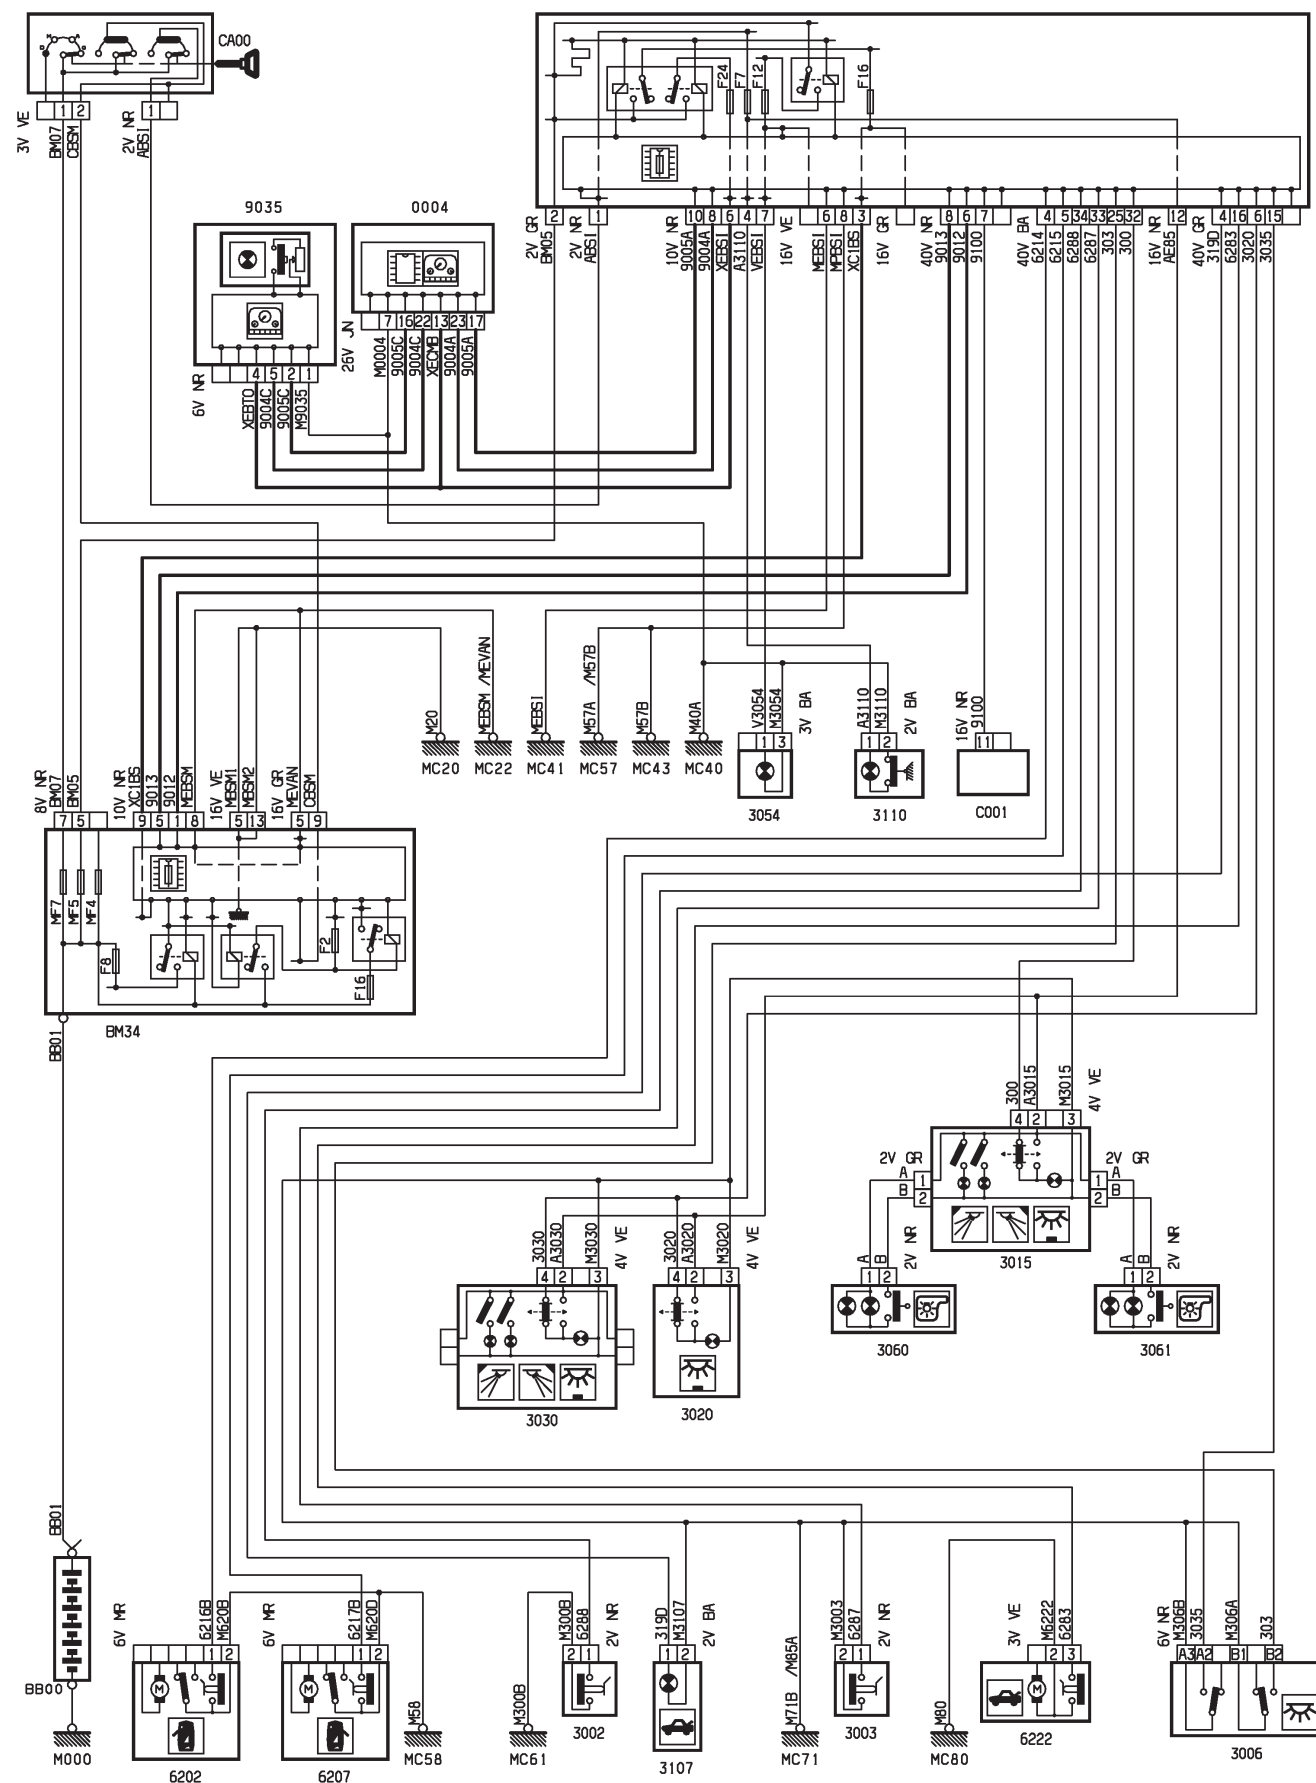 CA00
3V VE
1
2
BM07
CBSM
2V NR
1
ABSI
F24
F7
F12
F16
2V GR
2
BM05
2V NR
1
ABSI
10V NR
10
8
6
4
7
9005A
9004A
XEBSI
A3110
VEBSI
16V VE
6
8
3
MEBSI
MPBSI
XC1BS
16V GR
40V NR
8
6
7
9013
9012
9100
40V BA
4
5
34
33
25
32
6214
6215
6288
6287
303
300
16V NR
12
AE85
40V GR
4
16
6
15
319D
6283
3020
3035
9035
0004
6V NR
4
5
2
1
XEBTO
9004C
9005C
M9035
26V JN
7
16
22
13
23
17
M0004
9005C
9004C
XECMB
9004A
9005A
M20
MC20
MEBSM /MEVAN
MC22
MEBSI
MC41
M57A /M57B
MC57
M57B
MC43
M40A
MC40
V3054
M3054
3V BA
1
3
3054
A3110
M3110
2V BA
1
2
3110
16V NR
9100
11
C001
8V NR
BM07
BM05
7
5
10V NR
XC1BS
9013
9012
MEBSM
9
5
1
8
16V VE
MBSM1
MBSM2
5
13
16V GR
MEVAN
CBSM
5
9
MF7
MF5
MF4
F8
F2
F16
BM34
BB01
300
A3015
M3015
4V VE
4
2
3
2V GR
A
B
1
2
2V GR
A
B
1
2
3015
A
B
2V NR
1
2
3060
A
B
2V NR
1
2
3061
3030
A3030
M3030
4V VE
4
2
3
3030
3020
A3020
M3020
4V VE
4
2
3
3020
BB01
BB00
M000
6V MR
6216B
M620B
1
2
M
6202
6V MR
6217B
M620D
1
2
M
6207
M58
MC58
M300B
MC61
M300B
6288
2V NR
2
1
3002
319D
M3107
2V BA
1
2
3107
M71B /M85A
MC71
M3003
6287
2V NR
2
1
3003
M80
MC80
3V VE
M6222
6283
2
3
M
6222
6V NR
M306B
3035
M306A
303
A3
A2
B1
B2
3006